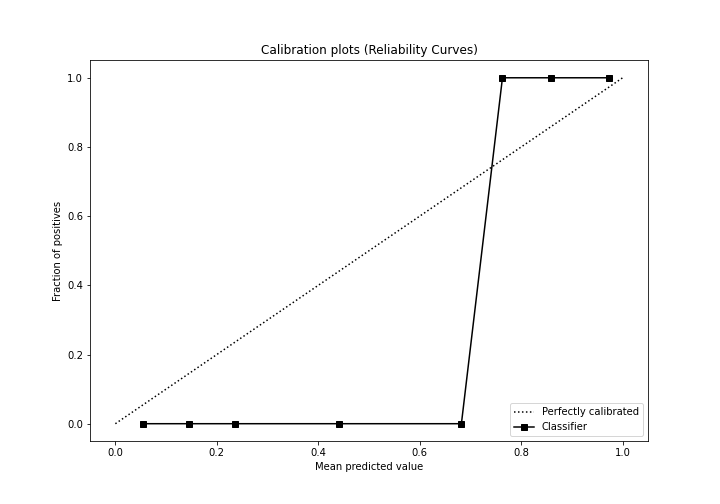 Calibration plots (Reliability Curves)
1.0
0.8
0.6
0.4
0.2
0.0
Fraction of positives
Perfectly calibrated
Classifier
0.0 0.2 0.4 0.6 0.8 1.0
Mean predicted value